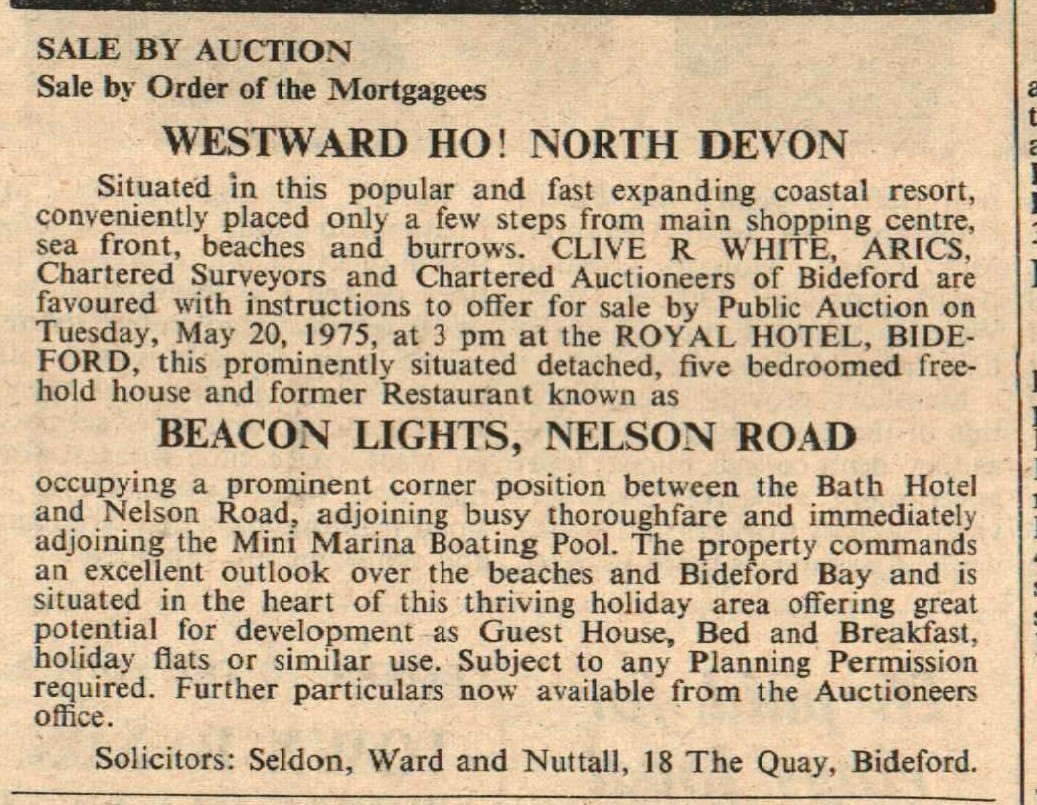 SALE BY AUCTION
Sale by Order of the Mortgagees
WESTWARD HO! NORTH DEVON
Situated in this popular and fast expanding coastal resort,
conveniently placed only a few steps from main shopping centre,
sea front, beaches and burrows. CLIVE R WHITE, ARICS,
Chartered Surveyors and Chartered Auctioneers of Bideford are
favoured with instructions to offer for sale by Public Auction on
Tuesday, May 20, 1975, at 3 pm at the ROYAL HOTEL, BIDE-
FORD, this prominently situated detached, five bedroomed free-
hold house and former Restaurant known as
BEACON LIGHTS, NELSON ROAD
occupying a prominent corner position between the Bath Hotel
and Nelson Road, adjoining busy thoroughfare and immediately
adjoining the Mini Marina Boating Pool. The property commands
an excellent outlook over the beaches and Bideford Bay and is
situated in the heart of this thriving holiday area offering great
potential for development as Guest House, Bed and Breakfast,
holiday flats or similar use. Subject to any Planning Permission
required. Further particulars now available from the Auctioneers
office.
Solicitors: Seldon, Ward and Nuttall, 18 The Quay, Bideford.